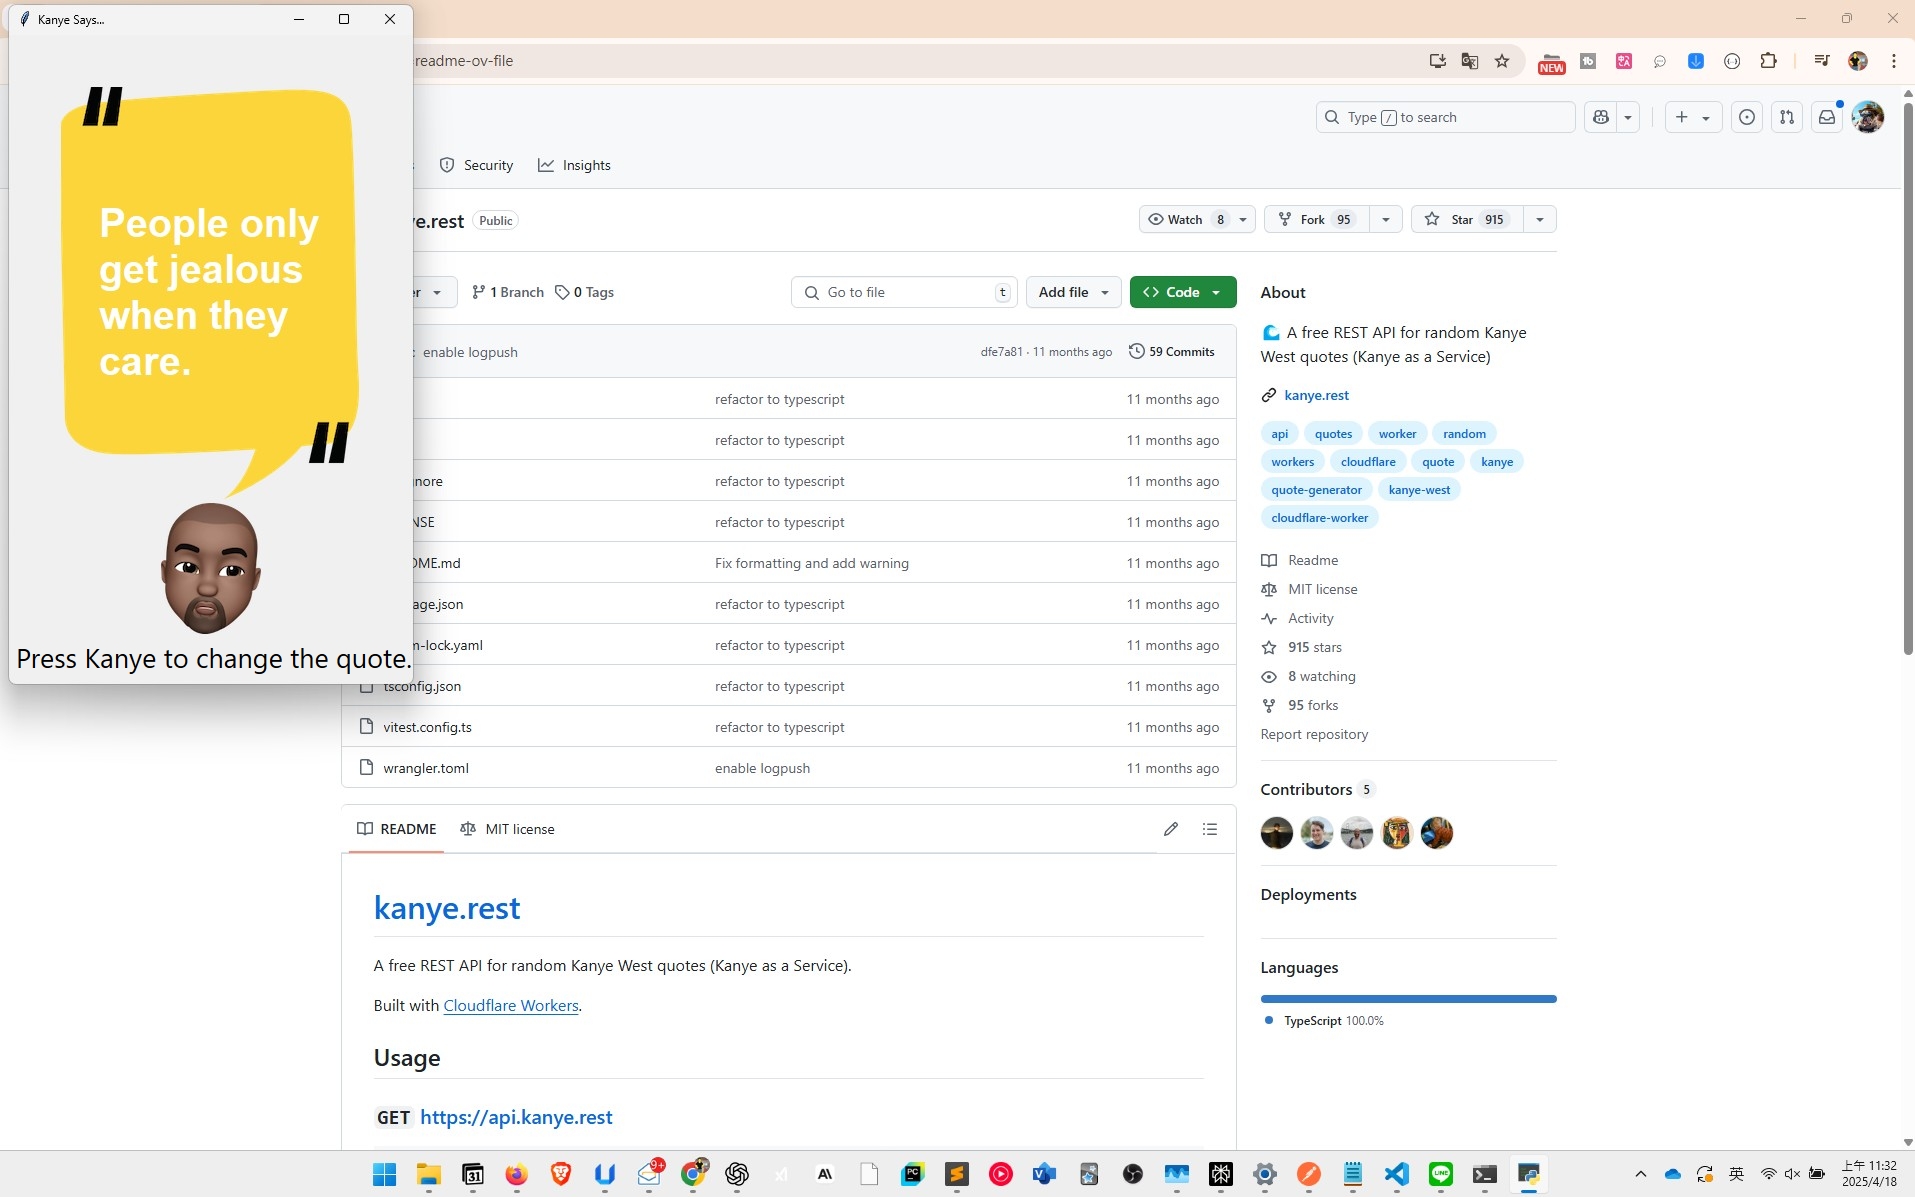 Kanye Says...
People only
get jealous
when they
care.
Press Kanye to change the quote.
readme-ov-file
NEW
Type / to search
Security
Insights
e.rest
Public
Watch 8
Fork 95
Star 915
er
1 Branch
0 Tags
Go to file
t
Add file
<> Code
enable logpush
dfe7a81 · 11 months ago
59 Commits
refactor to typescript
11 months ago
refactor to typescript
11 months ago
nore
refactor to typescript
11 months ago
NSE
refactor to typescript
11 months ago
OME.md
Fix formatting and add warning
11 months ago
age.json
refactor to typescript
11 months ago
m-lock.yaml
refactor to typescript
11 months ago
tsconfig.json
refactor to typescript
11 months ago
vitest.config.ts
refactor to typescript
11 months ago
wrangler.toml
enable logpush
11 months ago
README
MIT license
kanye.rest
A free REST API for random Kanye West quotes (Kanye as a Service).
Built with Cloudflare Workers.
Usage
GET https://api.kanye.rest
About
A free REST API for random Kanye
West quotes (Kanye as a Service)
kanye.rest
api quotes worker random
workers cloudflare quote kanye
quote-generator kanye-west
cloudflare-worker
Readme
MIT license
Activity
915 stars
8 watching
95 forks
Report repository
Contributors 5
Deployments
Languages
TypeScript 100.0%
31
9+
PC
英
上午 11:32
2025/4/18